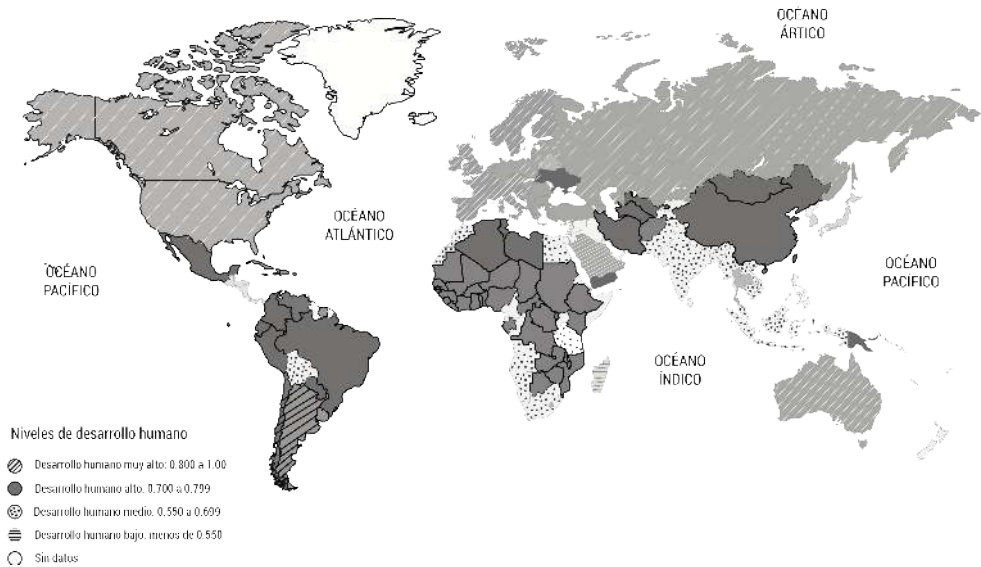 OCÉANO
ÁRTICO
OCÉANO
ATLÁNTICO
OCÉANO
PACÍFICO
OCÉANO
PACÍFICO
OCÉANO
ÍNDICO
Niveles de desarrollo humano
Desarrollo humano muy alto: 0.800 a 1.00
Desarrollo humano alto: 0.700 a 0.799
Desarrollo humano medio: 0.550 a 0.699
Desarrollo humano bajo: menos de 0.550
Sin datos